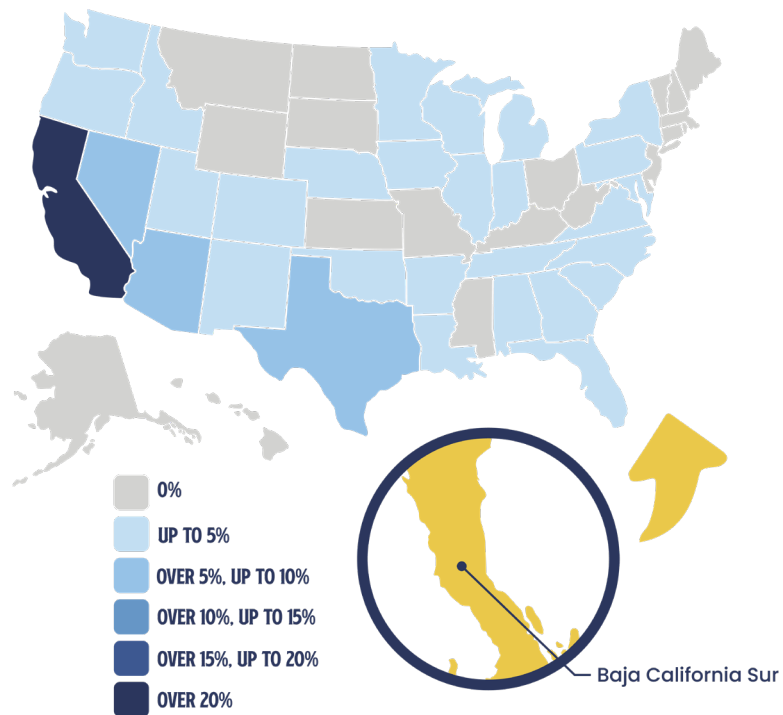 0%
UP TO 5%
OVER 5%, UP TO 10%
OVER 10%, UP TO 15%
OVER 15%, UP TO 20%
OVER 20%
Baja California Sur